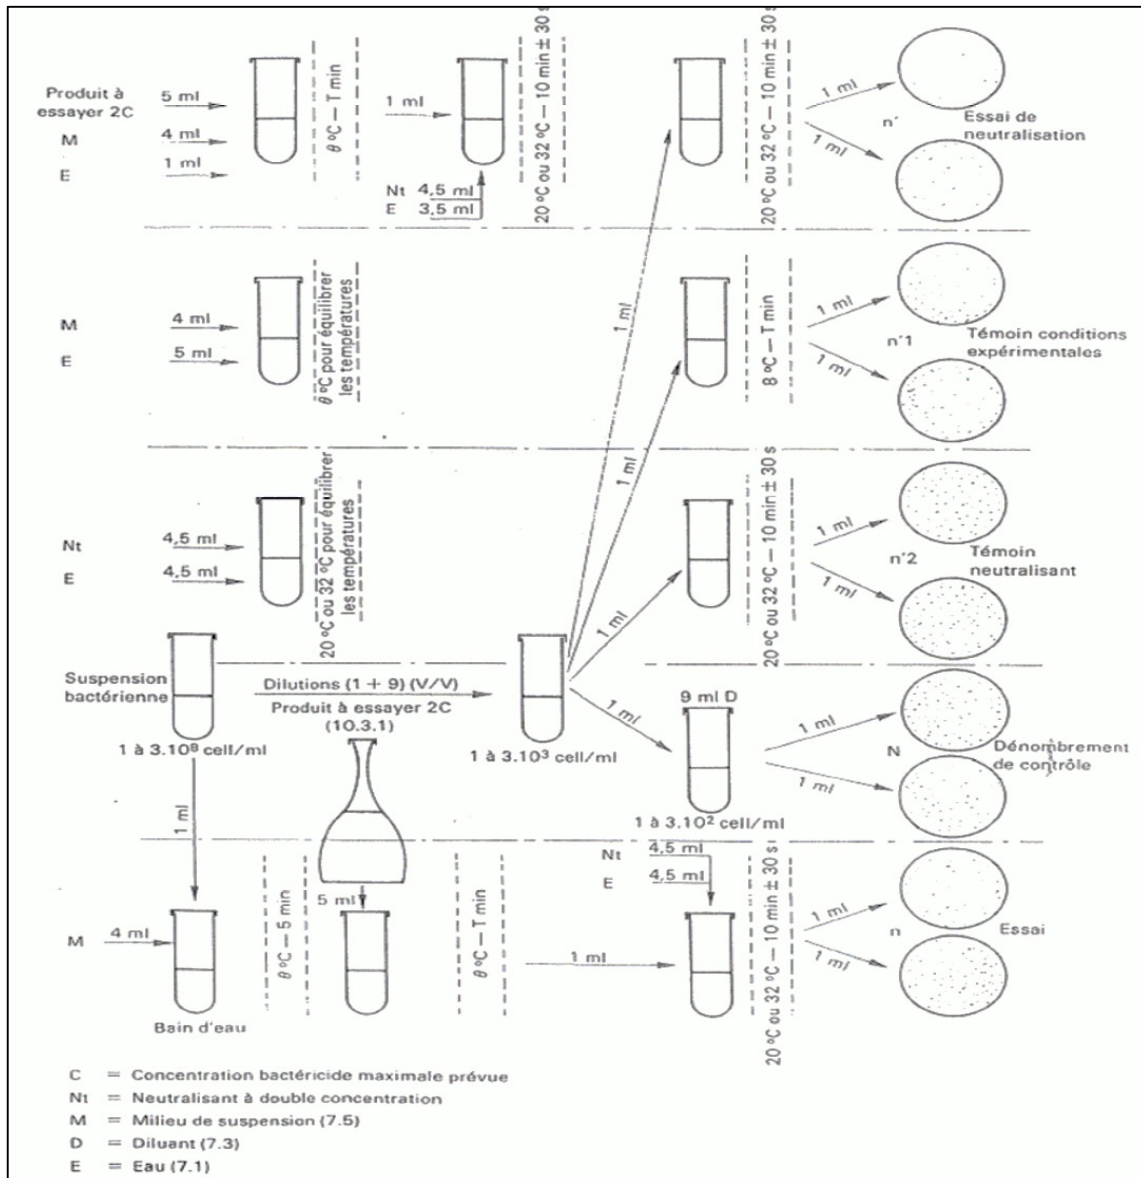 Produit à
essayer 2C
5 ml
M
4 ml
E
1 ml
θ °C — T min
1 ml
Nt 4,5 ml
E 3,5 ml
20 °C ou 32 °C — 10 min ± 30 s
20 °C ou 32 °C — 10 min ± 30 s
1 ml
n'
1 ml
Essai de
neutralisation
M
4 ml
E
5 ml
θ °C pour équilibrer
les températures
1 ml
1 ml
8 °C — T min
1 ml
n'1
1 ml
Témoin conditions
expérimentales
Nt
4,5 ml
E
4,5 ml
20 °C ou 32 °C pour équilibrer
les températures
1 ml
20 °C ou 32 °C — 10 min ± 30 s
1 ml
n'2
1 ml
Témoin
neutralisant
Suspension
bactérienne
Dilutions (1 + 9) (V/V)
Produit à essayer 2C
(10.3.1)
1 à 3.10⁸ cell/ml
1 à 3.10³ cell/ml
1 ml
9 ml D
1 à 3.10² cell/ml
1 ml
N
1 ml
Dénombrement
de contrôle
1 ml
M
4 ml
Bain d'eau
θ °C — 5 min
5 ml
θ °C — T min
1 ml
Nt
4,5 ml
E
4,5 ml
20 °C ou 32 °C — 10 min ± 30 s
1 ml
n
1 ml
Essai
C = Concentration bactéricide maximale prévue
Nt = Neutralisant à double concentration
M = Milieu de suspension (7.5)
D = Diluant (7.3)
E = Eau (7.1)